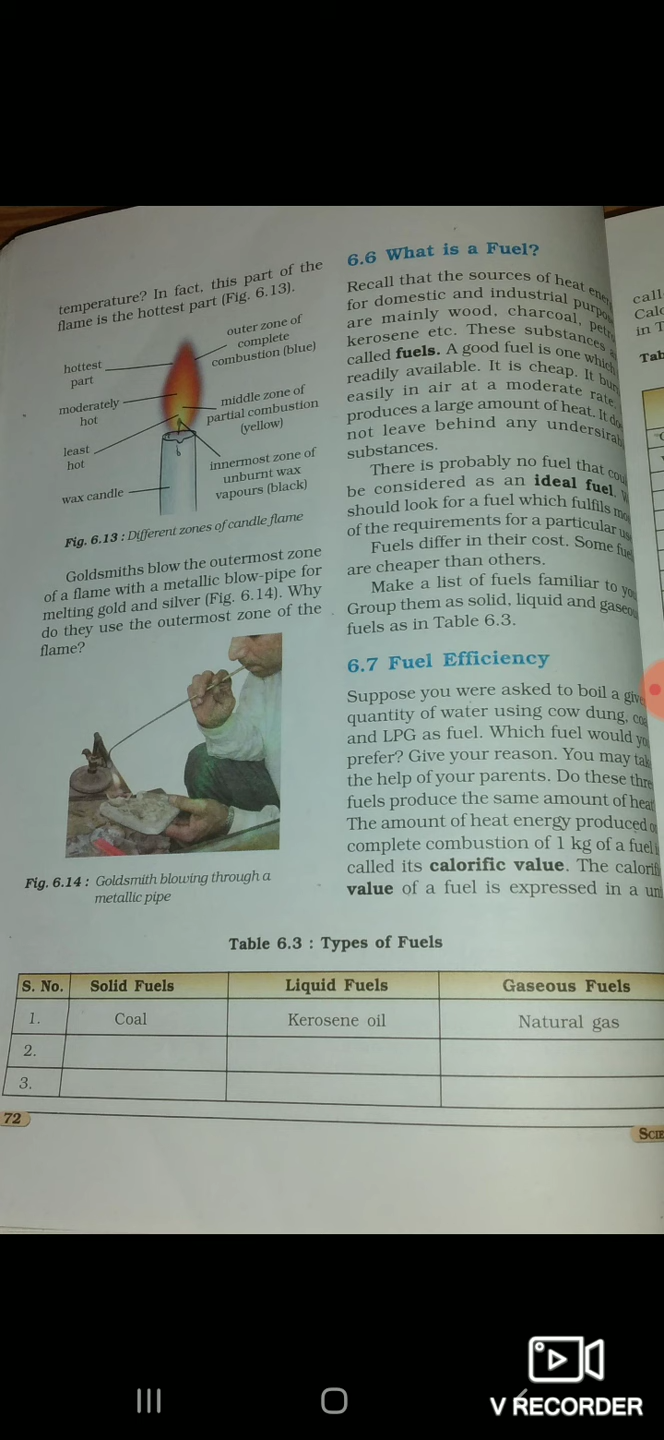 temperature? In fact, this part of the
flame is the hottest part (Fig. 6.13).
hottest
part
moderately
hot
least
hot
wax candle
outer zone of
complete
combustion (blue)
middle zone of
partial combustion
(yellow)
innermost zone of
unburnt wax
vapours (black)
Fig. 6.13 : Different zones of candle flame
Goldsmiths blow the outermost zone
of a flame with a metallic blow-pipe for
melting gold and silver (Fig. 6.14). Why
do they use the outermost zone of the
flame?
Fig. 6.14 : Goldsmith blowing through a
metallic pipe
6.6 What is a Fuel?
Recall that the sources of heat
for domestic and industrial
are mainly wood, charcoal,
kerosene etc. These substances
called fuels. A good fuel is one which
readily available. It is cheap. It
easily in air at a moderate rate.
produces a large amount of heat. It
not leave behind any
substances.
There is probably no fuel that
be considered as an ideal fuel.
should look for a fuel which fulfils
of the requirements for a particular
Fuels differ in their cost. Some
are cheaper than others.
Make a list of fuels familiar to
Group them as solid, liquid and
fuels as in Table 6.3.
6.7 Fuel Efficiency
Suppose you were asked to boil a
quantity of water using cow dung,
and LPG as fuel. Which fuel would
prefer? Give your reason. You may
the help of your parents. Do these
fuels produce the same amount of heat
The amount of heat energy produced
complete combustion of 1 kg of a fuel
called its calorific value. The
value of a fuel is expressed in a
Table 6.3 : Types of Fuels
S. No. Solid Fuels Liquid Fuels Gaseous Fuels
1. Coal Kerosene oil Natural gas
2.
3.
72
V RECORDER